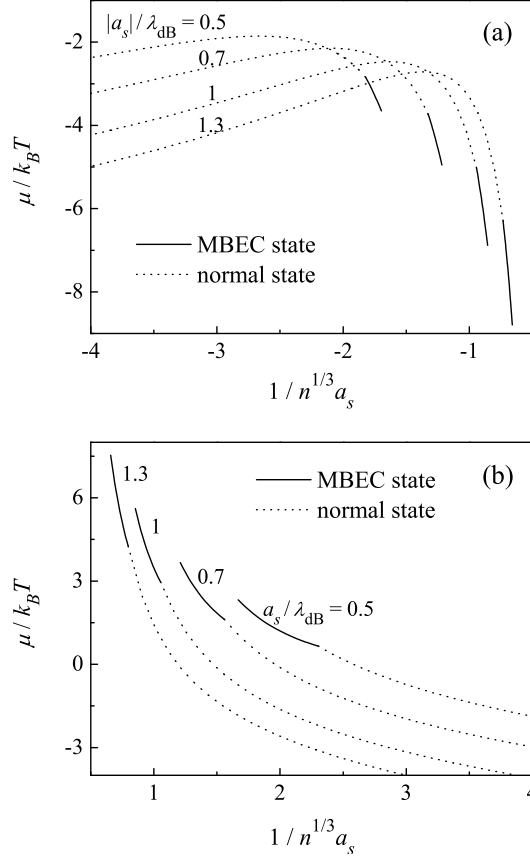 (a)
|a_s| / λ_dB = 0.5
0.7
1
1.3
-2
-4
-6
-8
μ / k_B T
MBEC state
normal state
-4 -3 -2 -1
1 / n^{1/3} a_s
(b)
MBEC state
normal state
1.3
1
0.7
a_s / λ_dB = 0.5
6
3
0
-3
μ / k_B T
1 2 3 4
1 / n^{1/3} a_s